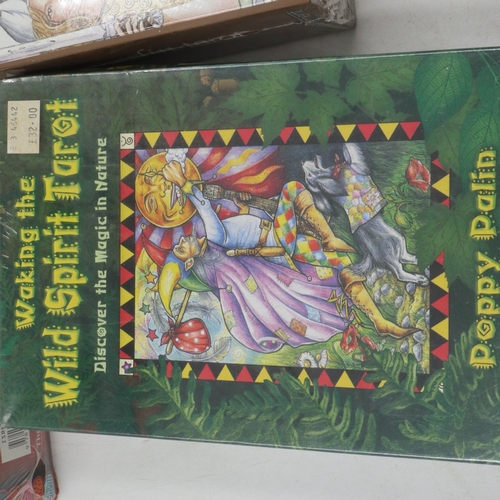 Waking the
Wild Spirit Tarot
Discover the Magic in Nature
Poppy Palin
£32.00